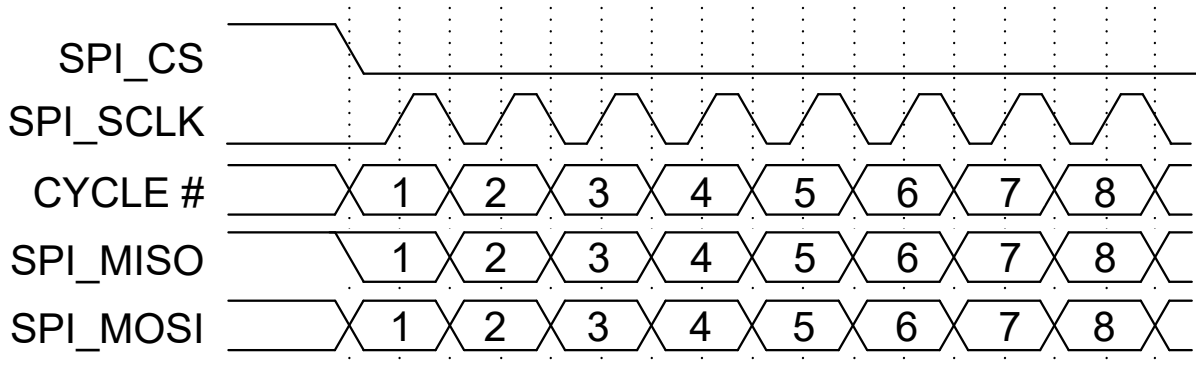 SPI_CS
SPI_SCLK
CYCLE # 1 2 3 4 5 6 7 8
SPI_MISO 1 2 3 4 5 6 7 8
SPI_MOSI 1 2 3 4 5 6 7 8